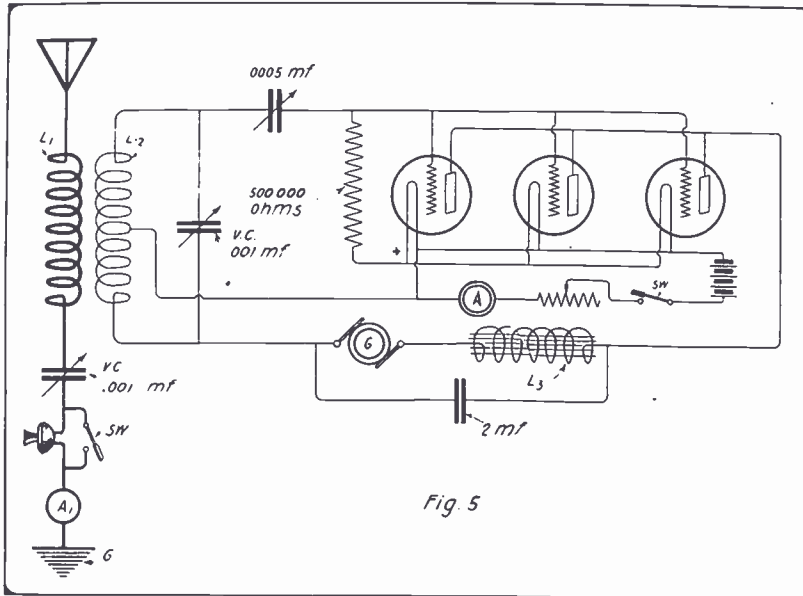 .0005 mf
L1
L2
500 000
ohms
V.C.
.001 mf
+
A
SW
G
L3
2 mf
VC
.001 mf
SW
A1
G
Fig. 5